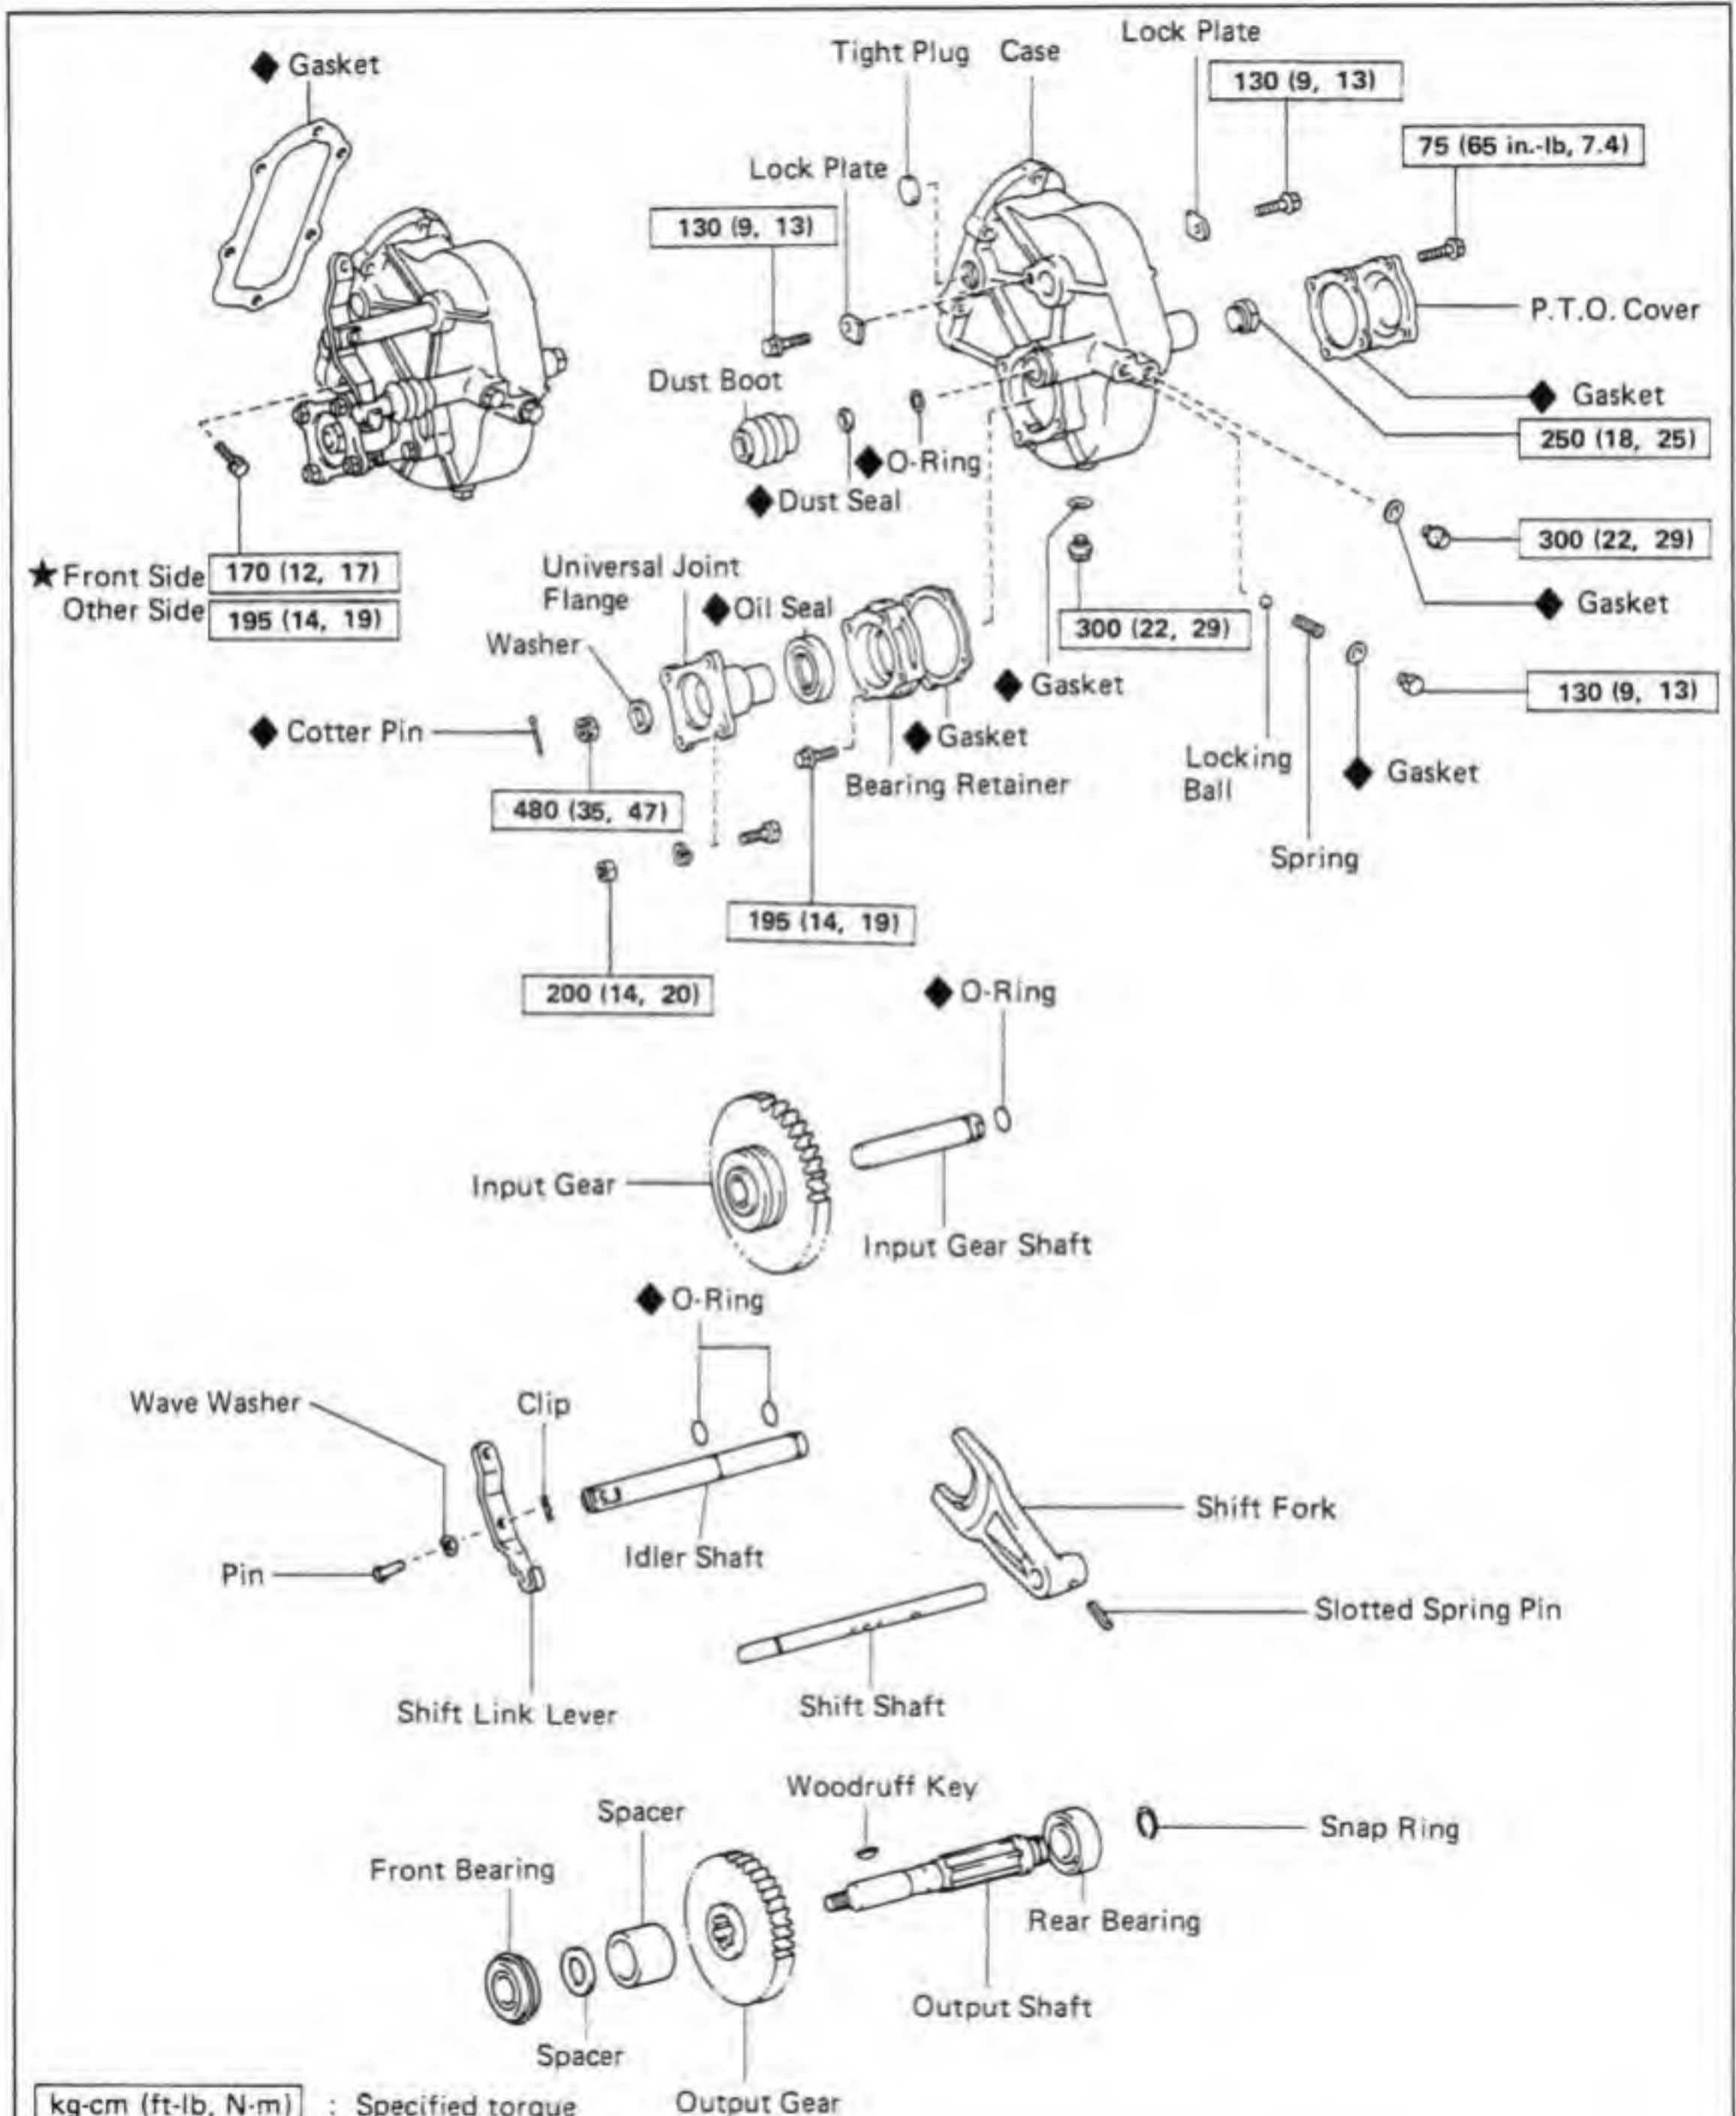 ◆ Gasket
Tight Plug
Case
Lock Plate
130 (9, 13)
75 (65 in.-lb, 7.4)
Lock Plate
130 (9, 13)
P.T.O. Cover
Dust Boot
◆ Gasket
250 (18, 25)
◆ O-Ring
◆ Dust Seal
300 (22, 29)
★ Front Side 170 (12, 17)
Other Side 195 (14, 19)
Universal Joint
Flange
◆ Oil Seal
◆ Gasket
300 (22, 29)
Washer
◆ Gasket
130 (9, 13)
◆ Cotter Pin
◆ Gasket
Bearing Retainer
Locking
Ball
◆ Gasket
480 (35, 47)
Spring
195 (14, 19)
200 (14, 20)
◆ O-Ring
Input Gear
Input Gear Shaft
◆ O-Ring
Wave Washer
Clip
Shift Fork
Idler Shaft
Pin
Slotted Spring Pin
Shift Link Lever
Shift Shaft
Woodruff Key
Spacer
Snap Ring
Front Bearing
Rear Bearing
Output Shaft
Spacer
Output Gear
kg-cm (ft-lb, N·m) : Specified torque